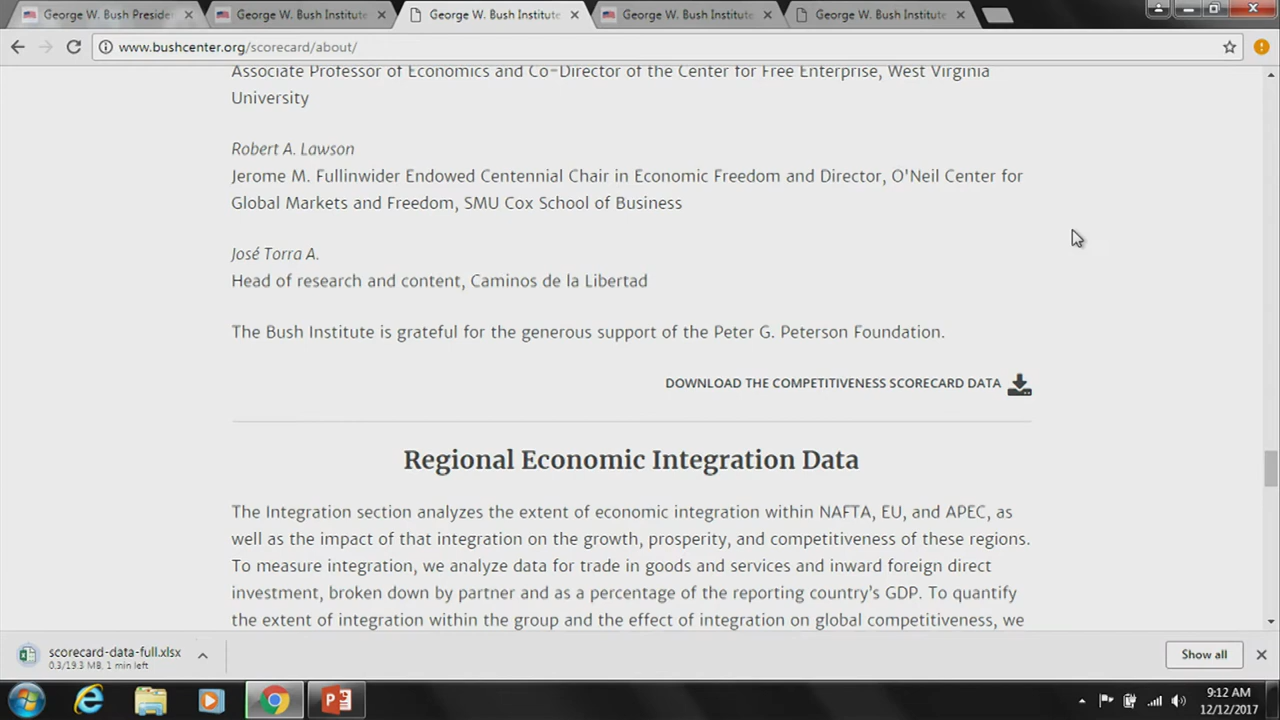 George W. Bush Preside
George W. Bush Institute
George W. Bush Institute
George W. Bush Institute
George W. Bush Institute
www.bushcenter.org/scorecard/about/
Associate Professor of Economics and Co-Director of the Center for Free Enterprise, West Virginia
University
Robert A. Lawson
Jerome M. Fullinwider Endowed Centennial Chair in Economic Freedom and Director, O'Neil Center for
Global Markets and Freedom, SMU Cox School of Business
José Torra A.
Head of research and content, Caminos de la Libertad
The Bush Institute is grateful for the generous support of the Peter G. Peterson Foundation.
DOWNLOAD THE COMPETITIVENESS SCORECARD DATA
Regional Economic Integration Data
The Integration section analyzes the extent of economic integration within NAFTA, EU, and APEC, as
well as the impact of that integration on the growth, prosperity, and competitiveness of these regions.
To measure integration, we analyze data for trade in goods and services and inward foreign direct
investment, broken down by partner and as a percentage of the reporting country’s GDP. To quantify
the extent of integration within the group and the effect of integration on global competitiveness, we
scorecard-data-full.xlsx
0.3/19.3 MB, 1 min left
Show all
9:12 AM
12/12/2017